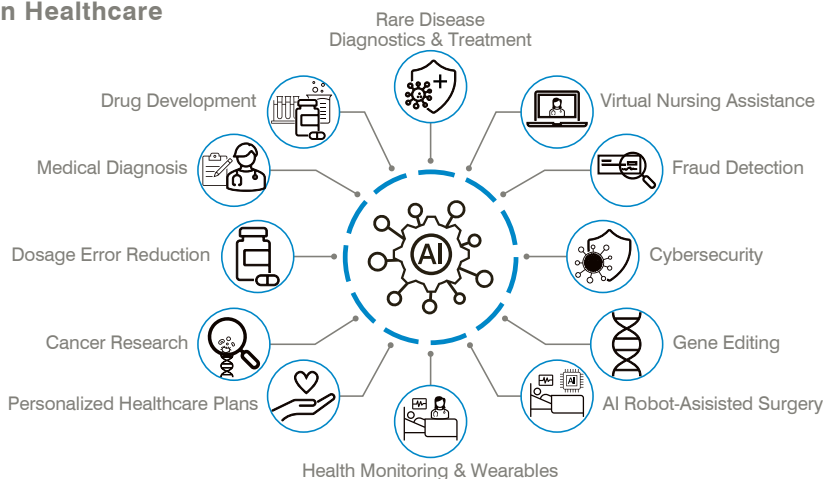 n Healthcare
Rare Disease
Diagnostics & Treatment
Drug Development
Virtual Nursing Assistance
Medical Diagnosis
Fraud Detection
AI
Dosage Error Reduction
Cybersecurity
Cancer Research
Gene Editing
AI
Personalized Healthcare Plans
AI Robot-Asisisted Surgery
Health Monitoring & Wearables